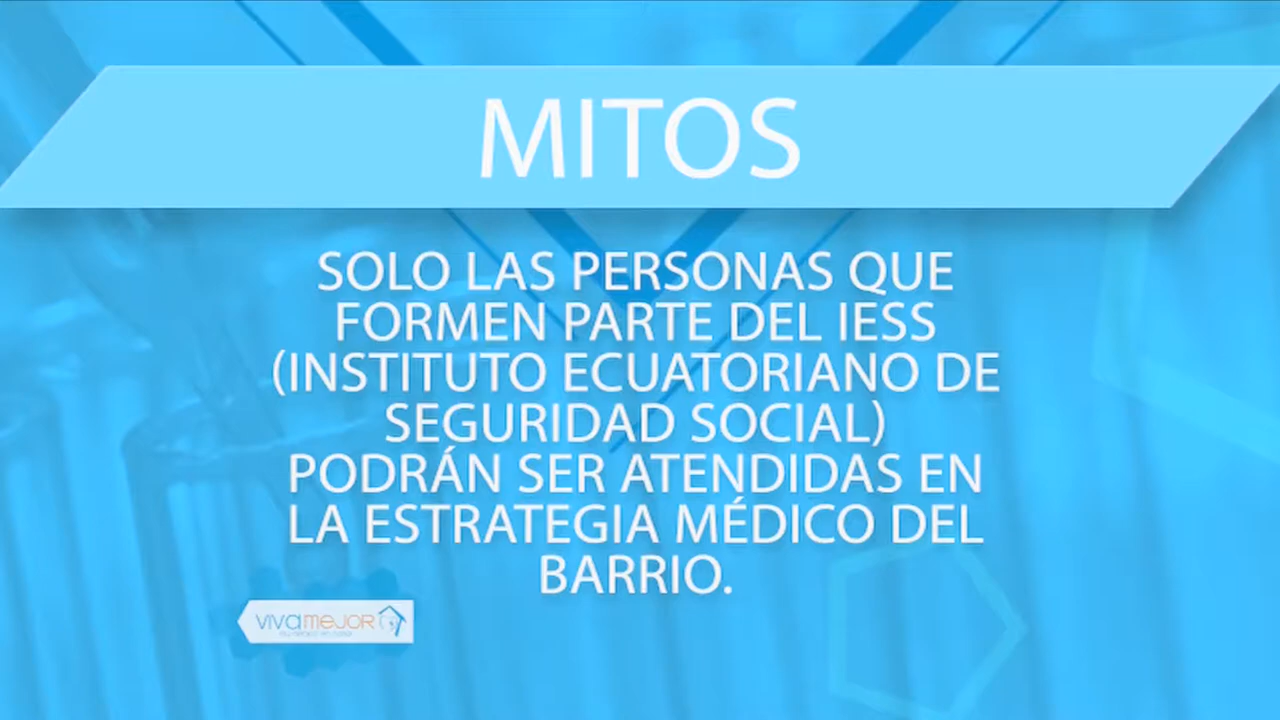 MITOS
SOLO LAS PERSONAS QUE
FORMEN PARTE DEL IESS
(INSTITUTO ECUATORIANO DE
SEGURIDAD SOCIAL)
PODRÁN SER ATENDIDAS EN
LA ESTRATEGIA MÉDICO DEL
BARRIO.
VIVAMEJOR